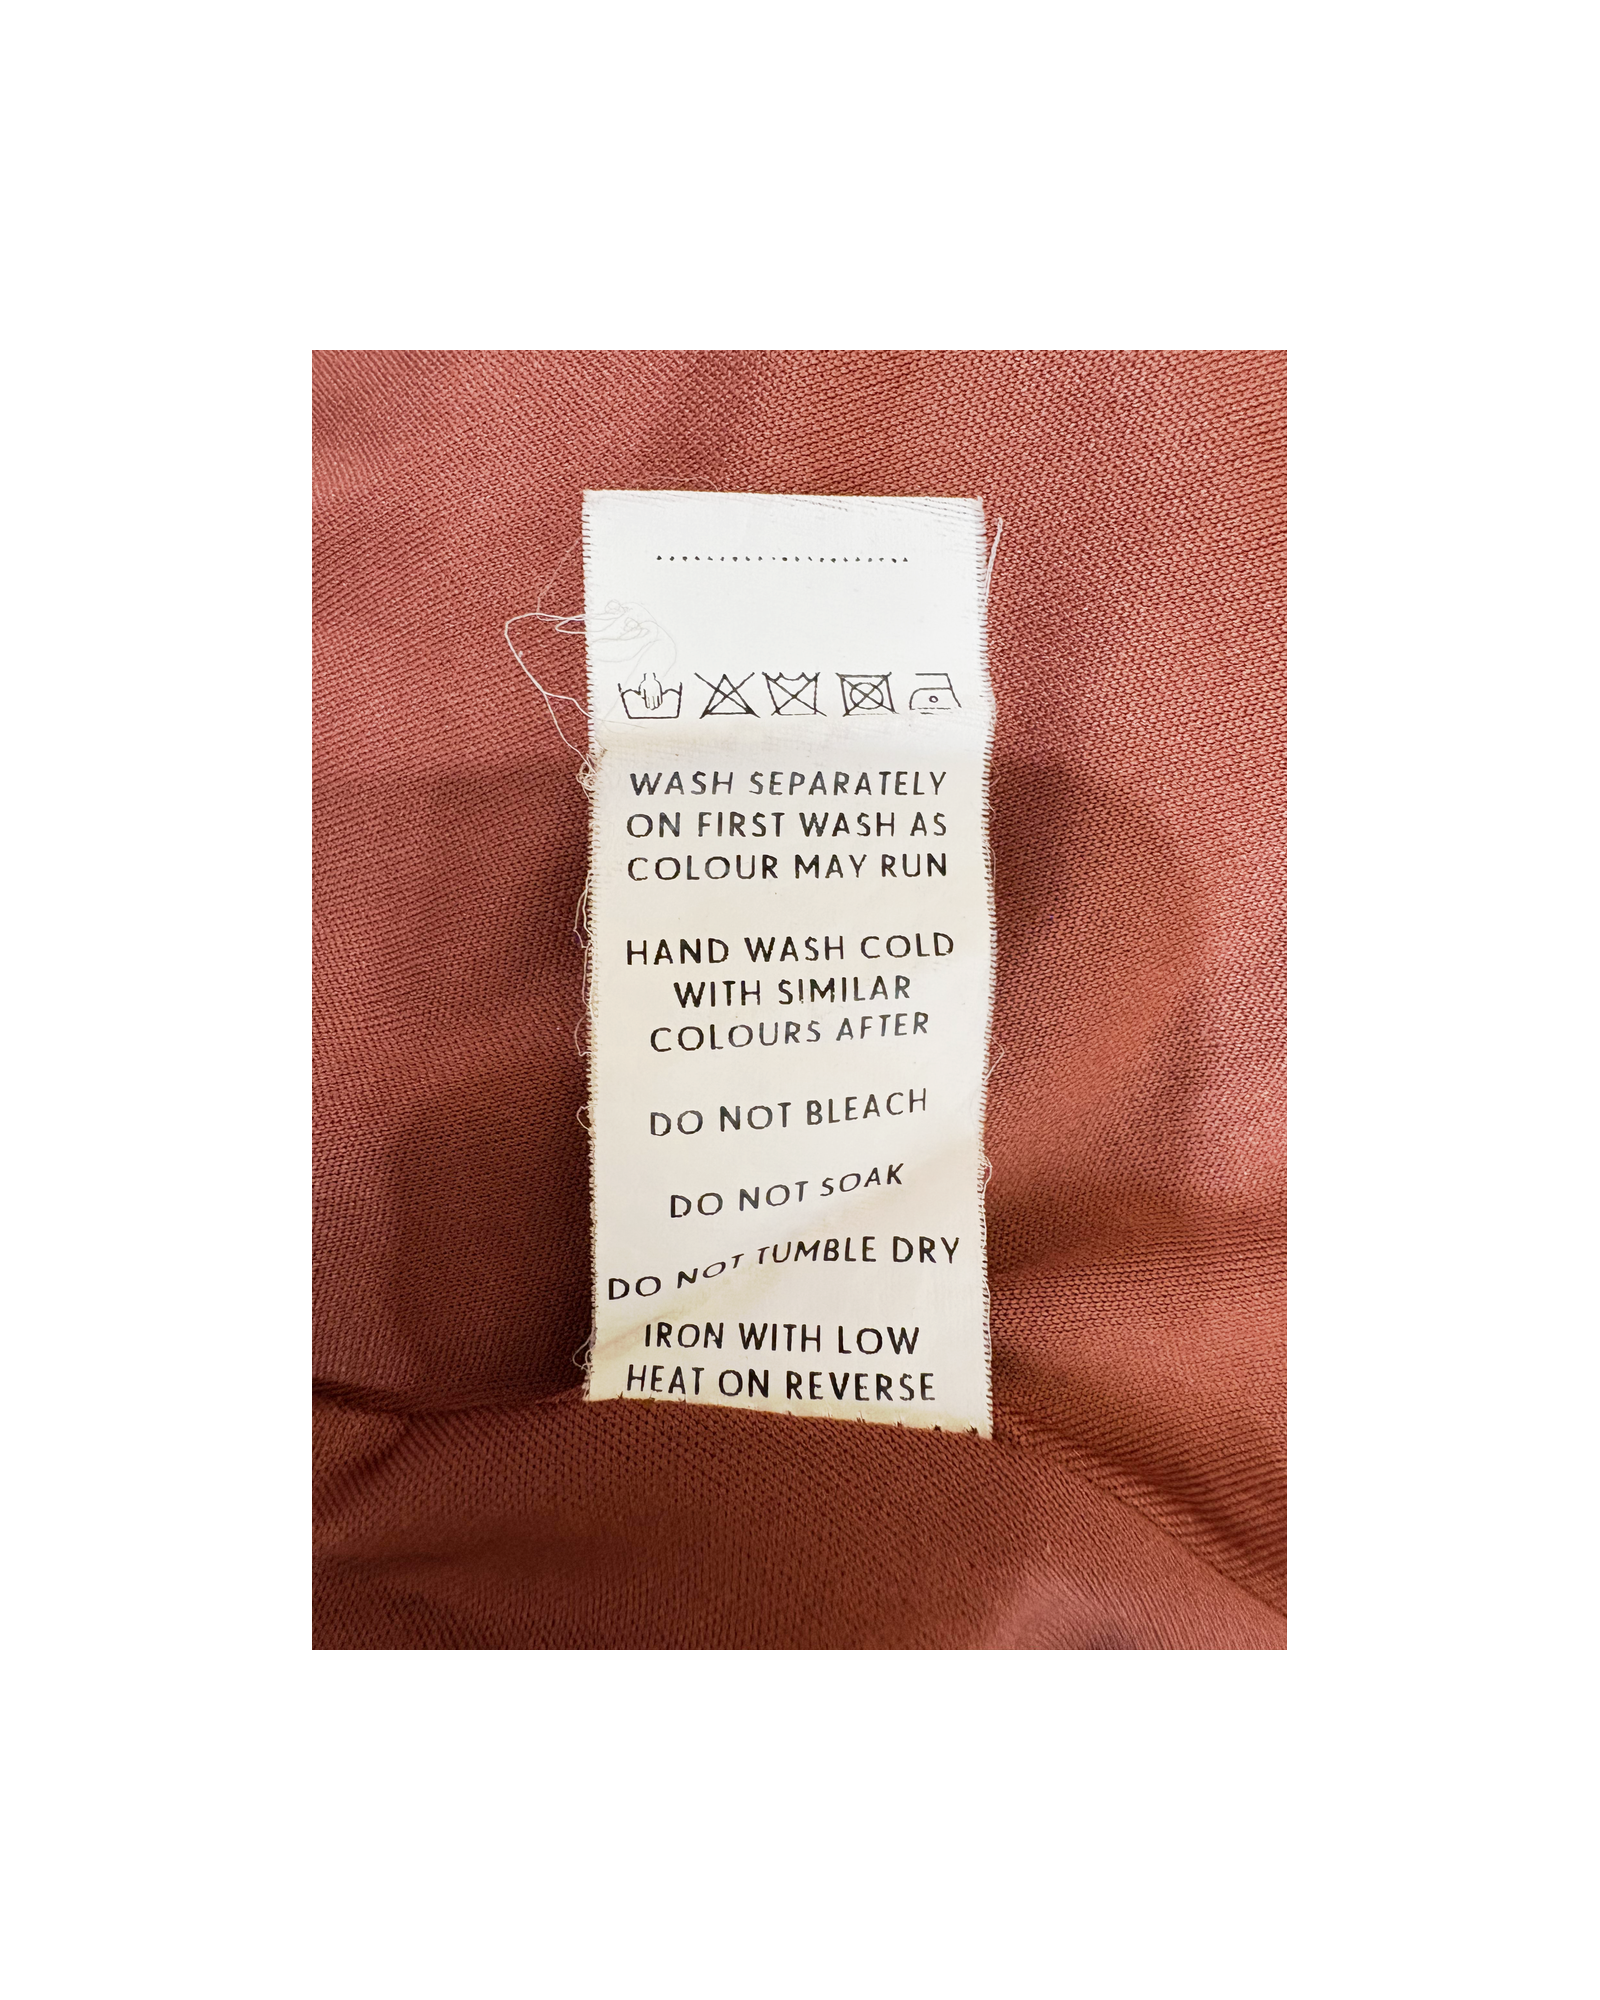 WASH SEPARATELY
ON FIRST WASH AS
COLOUR MAY RUN
HAND WASH COLD
WITH SIMILAR
COLOURS AFTER
DO NOT BLEACH
DO NOT SOAK
DO NOT TUMBLE DRY
IRON WITH LOW
HEAT ON REVERSE